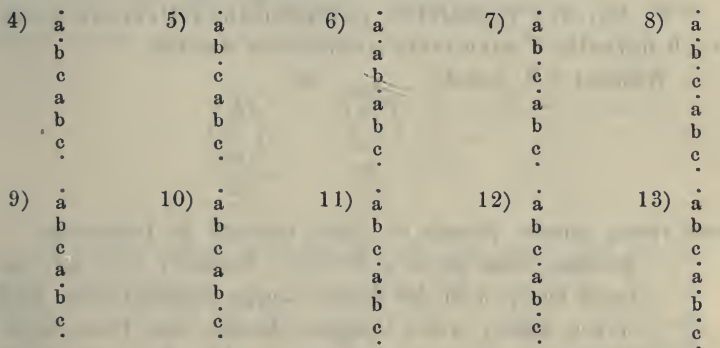 4) ȧ
ḃ
c
a
b
c
.
5) ȧ
b
ċ
a
b
c
.
6) ȧ
a
b
ȧ
b
c
.
7) ȧ
ḃ
ċ
a
b
c
.
8) ȧ
ḃ
c
ȧ
b
c
.
9) ȧ
b
c
a
ḃ
c
.
10) ȧ
b
c
a
b
ċ
.
11) ȧ
b
c
ȧ
ḃ
c
.
12) ȧ
b
c
a
ḃ
ċ
.
13) ȧ
b
c
ȧ
b
ċ
.